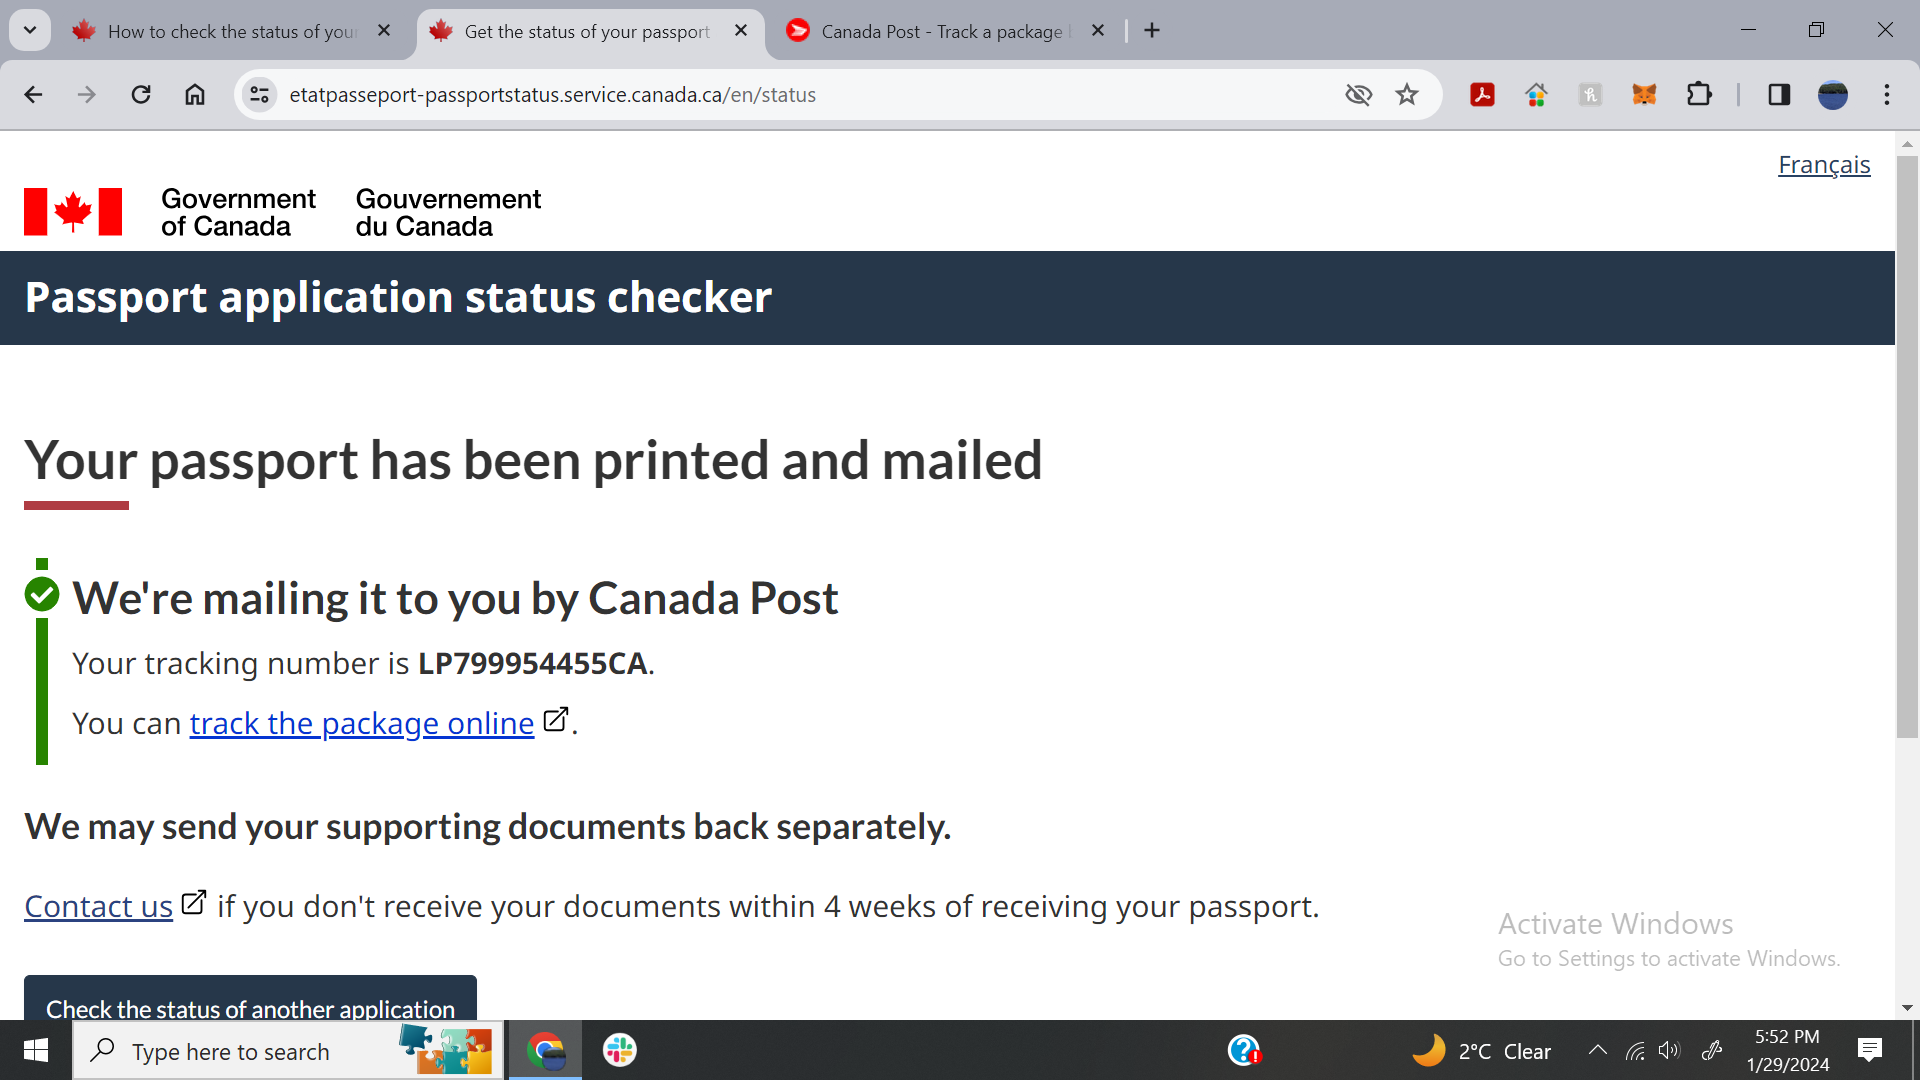 How to check the status of your
Get the status of your passport
Canada Post - Track a package
etatpasseport-passportstatus.service.canada.ca/en/status
Français
Government
of Canada
Gouvernement
du Canada
Passport application status checker
Your passport has been printed and mailed
We're mailing it to you by Canada Post
Your tracking number is LP799954455CA.
You can track the package online.
We may send your supporting documents back separately.
Contact us if you don't receive your documents within 4 weeks of receiving your passport.
Activate Windows
Go to Settings to activate Windows.
Check the status of another application
Type here to search
2°C Clear
5:52 PM
1/29/2024